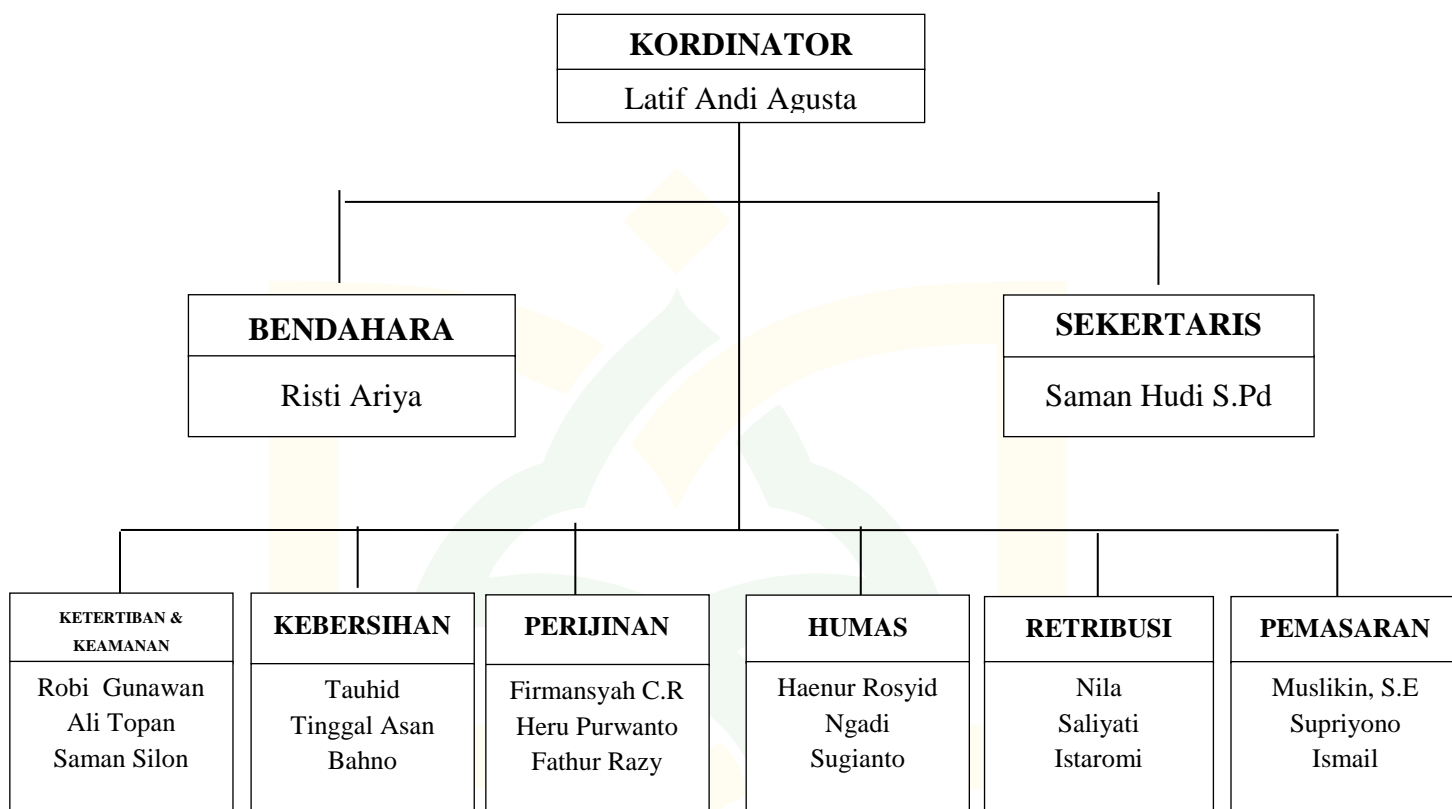 KORDINATOR
Latif Andi Agusta
BENDAHARA
Risti Ariya
SEKERTARIS
Saman Hudi S.Pd
KETERTIBAN &
KEAMANAN
Robi Gunawan
Ali Topan
Saman Silon
KEBERSIHAN
Tauhid
Tinggal Asan
Bahno
PERIJINAN
Firmansyah C.R
Heru Purwanto
Fathur Razy
HUMAS
Haenur Rosyid
Ngadi
Sugianto
RETRIBUSI
Nila
Saliyati
Istaromi
PEMASARAN
Muslikin, S.E
Supriyono
Ismail